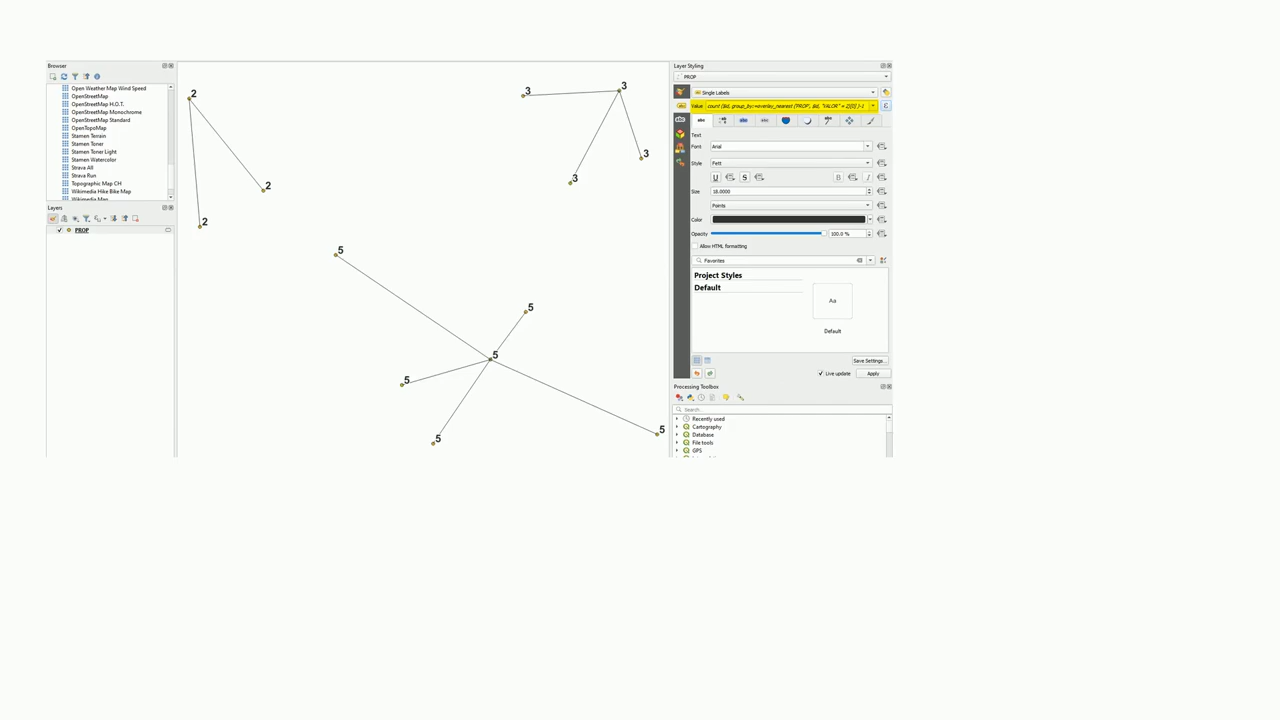 Browser
Open Weather Map Wind Speed
OpenStreetMap
OpenStreetMap H.O.T.
OpenStreetMap Monochrome
OpenStreetMap Standard
OpenTopoMap
Stamen Terrain
Stamen Toner
Stamen Toner Light
Stamen Watercolor
Strava All
Strava Run
Topographic Map CH
Wikimedia Hike Bike Map
Wikimedia Map
Layers
PROP
2
2
2
3
3
3
3
5
5
5
5
5
5
Layer Styling
PROP
Single Labels
Value
abc
Text
Font Arial
Style Fett
U S B I
Size 18.0000
Points
Color
Opacity 100.0 %
Allow HTML formatting
Favorites
Project Styles
Default
Aa
Default
Save Settings...
Live update Apply
Processing Toolbox
Search...
Recently used
Cartography
Database
File tools
GPS